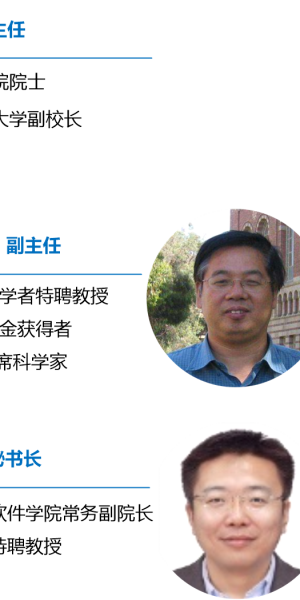 主任
院院士
大学副校长
副主任
学者特聘教授
金获得者
席科学家
秘书长
软件学院常务副院长
特聘教授